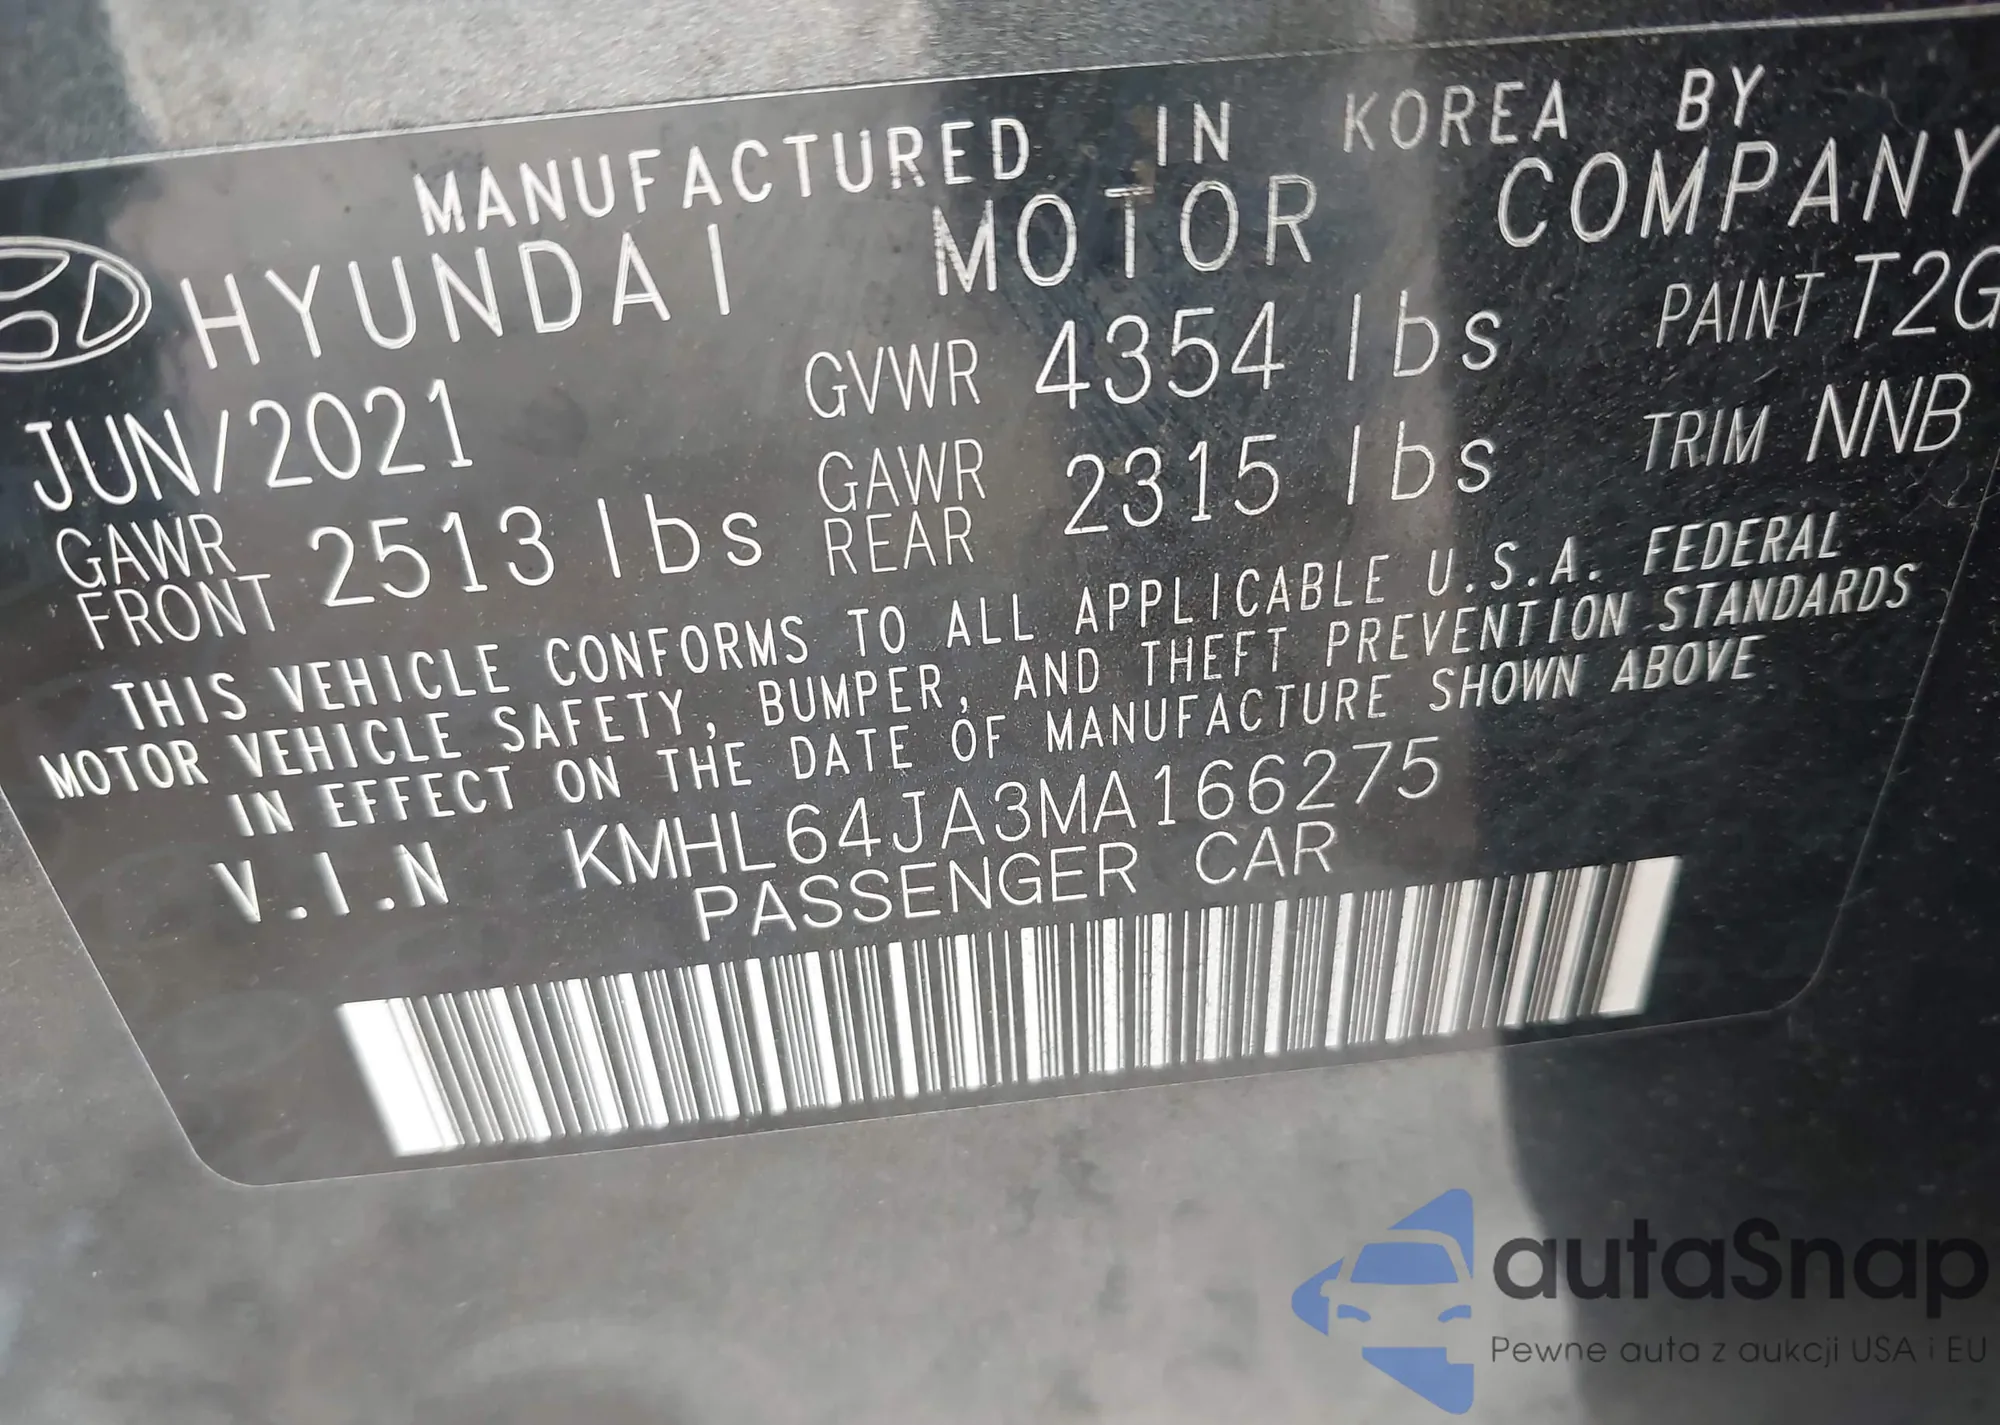 MANUFACTURED IN KOREA BY
HYUNDAI MOTOR COMPANY
JUN/2021 GVWR 4354 lbs PAINT T2G
GAWR FRONT 2513 lbs GAWR REAR 2315 lbs TRIM NNB
THIS VEHICLE CONFORMS TO ALL APPLICABLE U.S.A. FEDERAL
MOTOR VEHICLE SAFETY, BUMPER, AND THEFT PREVENTION STANDARDS
IN EFFECT ON THE DATE OF MANUFACTURE SHOWN ABOVE
V.I.N KMHL64JA3MA166275
PASSENGER CAR
autaSnap
Pewne auta z aukcji USA i EU